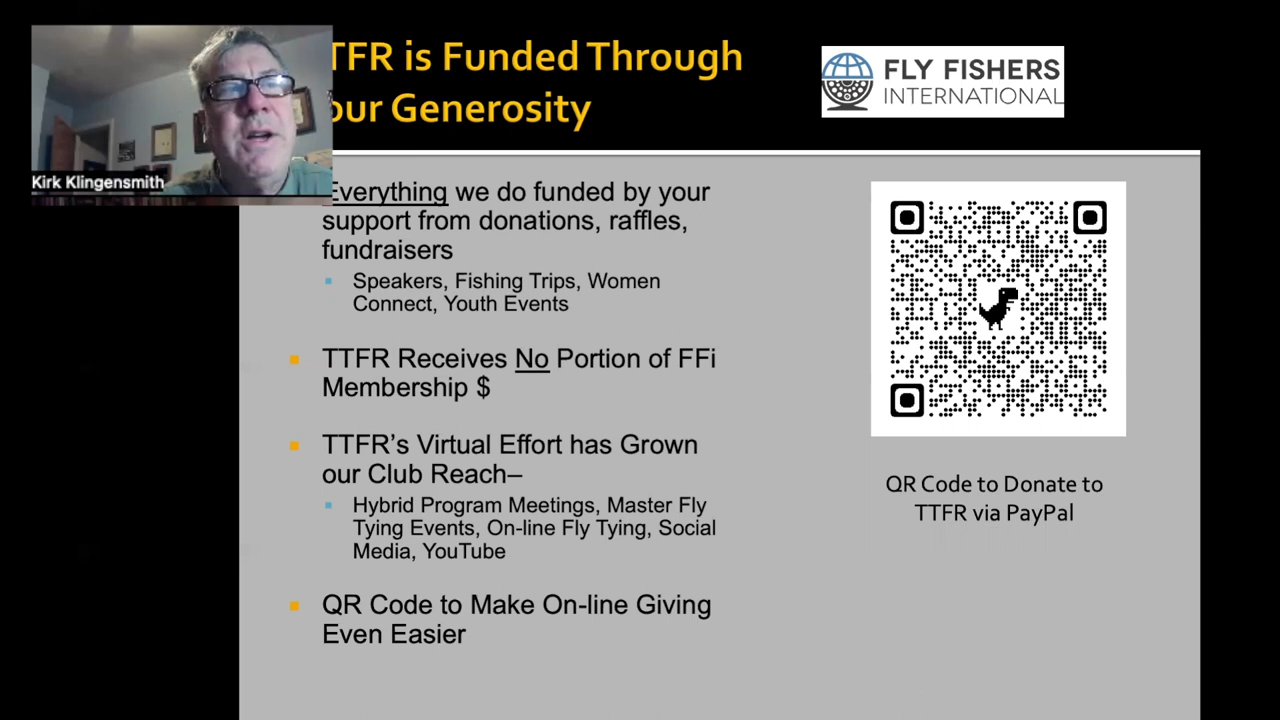 TFR is Funded Through
our Generosity
FLY FISHERS
INTERNATIONAL
Kirk Klingensmith
Everything we do funded by your
support from donations, raffles,
fundraisers
Speakers, Fishing Trips, Women
Connect, Youth Events
TTFR Receives No Portion of FFi
Membership $
TTFR’s Virtual Effort has Grown
our Club Reach–
Hybrid Program Meetings, Master Fly
Tying Events, On-line Fly Tying, Social
Media, YouTube
QR Code to Make On-line Giving
Even Easier
QR Code to Donate to
TTFR via PayPal